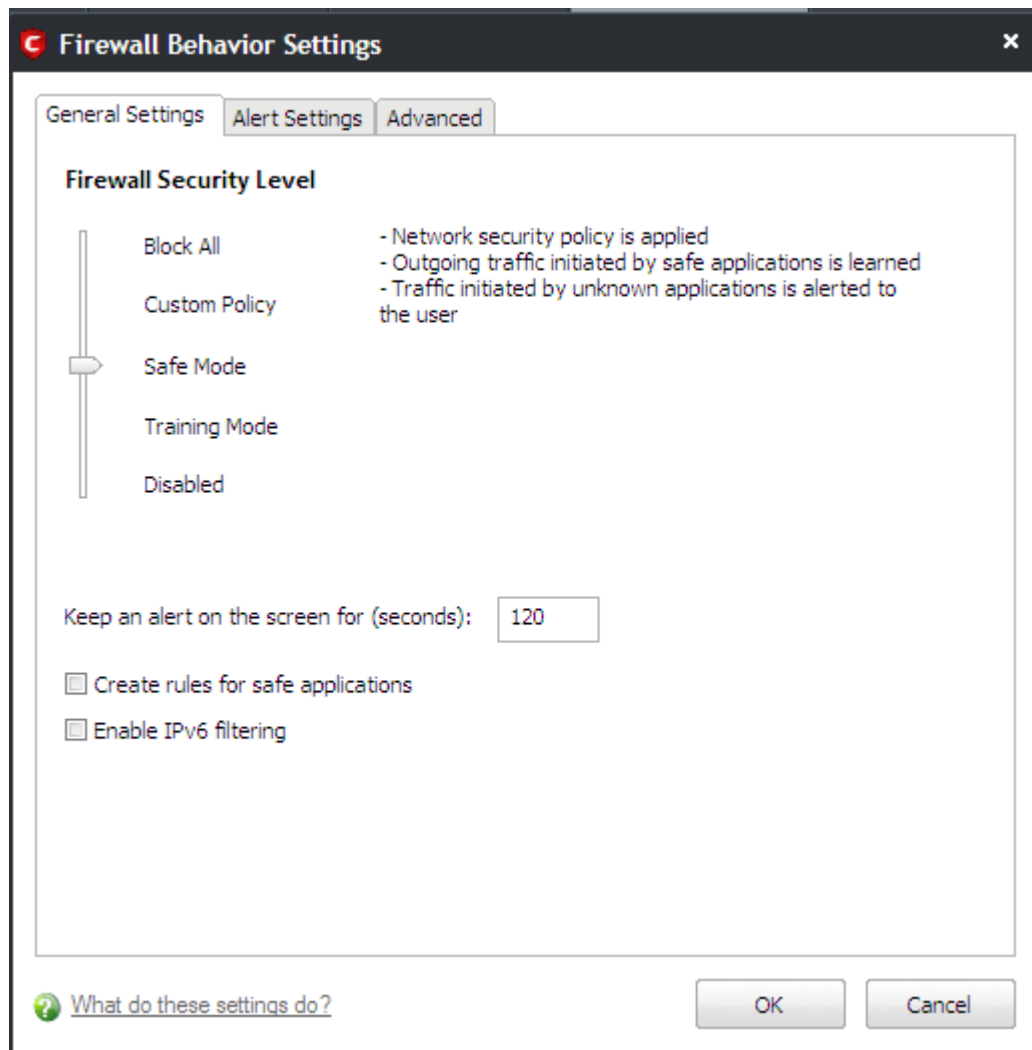 Firewall Behavior Settings
General Settings
Alert Settings
Advanced
Firewall Security Level
Block All
Custom Policy
Safe Mode
Training Mode
Disabled
- Network security policy is applied
- Outgoing traffic initiated by safe applications is learned
- Traffic initiated by unknown applications is alerted to
the user
Keep an alert on the screen for (seconds): 120
Create rules for safe applications
Enable IPv6 filtering
What do these settings do?
OK
Cancel